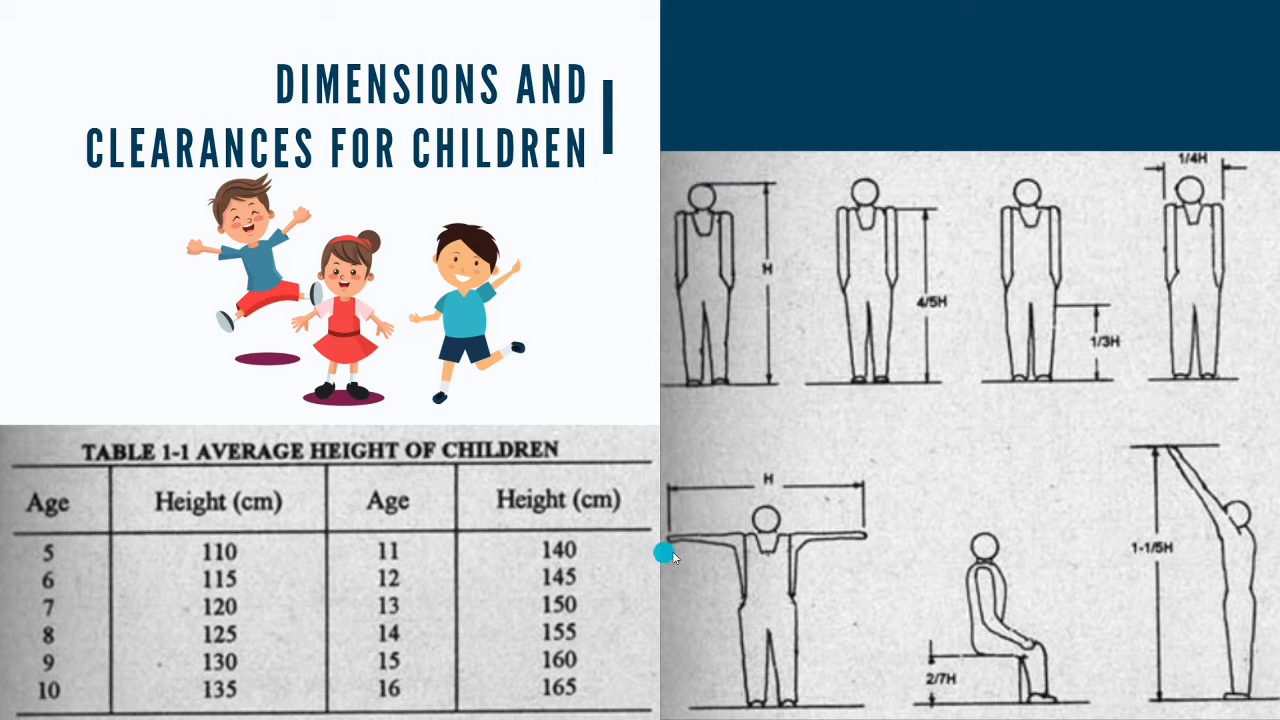 DIMENSIONS AND
CLEARANCES FOR CHILDREN
TABLE 1-1 AVERAGE HEIGHT OF CHILDREN
Age Height (cm) Age Height (cm)
5 110 11 140
6 115 12 145
7 120 13 150
8 125 14 155
9 130 15 160
10 135 16 165
H
4/5H
1/3H
1/4H
H
2/7H
1-1/5H